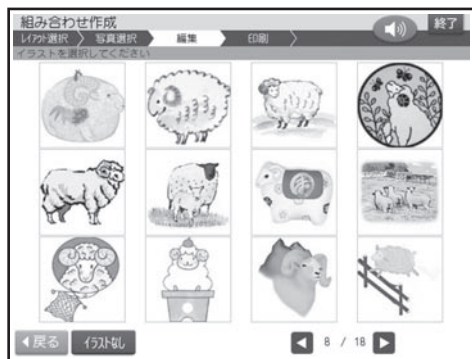 組み合わせ作成
終了
レイアウト選択 写真選択 編集 印刷
イラストを選択してください
戻る イラストなし 8 / 18